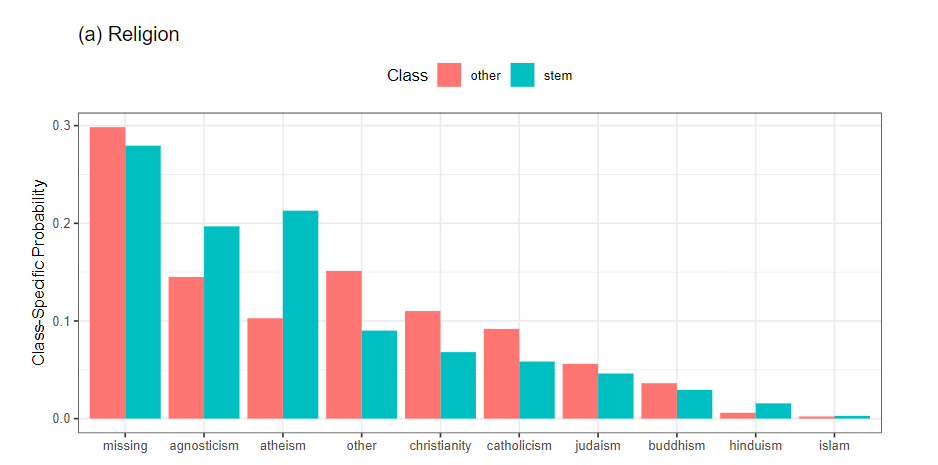 (a) Religion
Class other stem
Class-Specific Probability
0.3
0.2
0.1
0.0
missing agnosticism atheism other christianity catholicism judaism buddhism hinduism islam